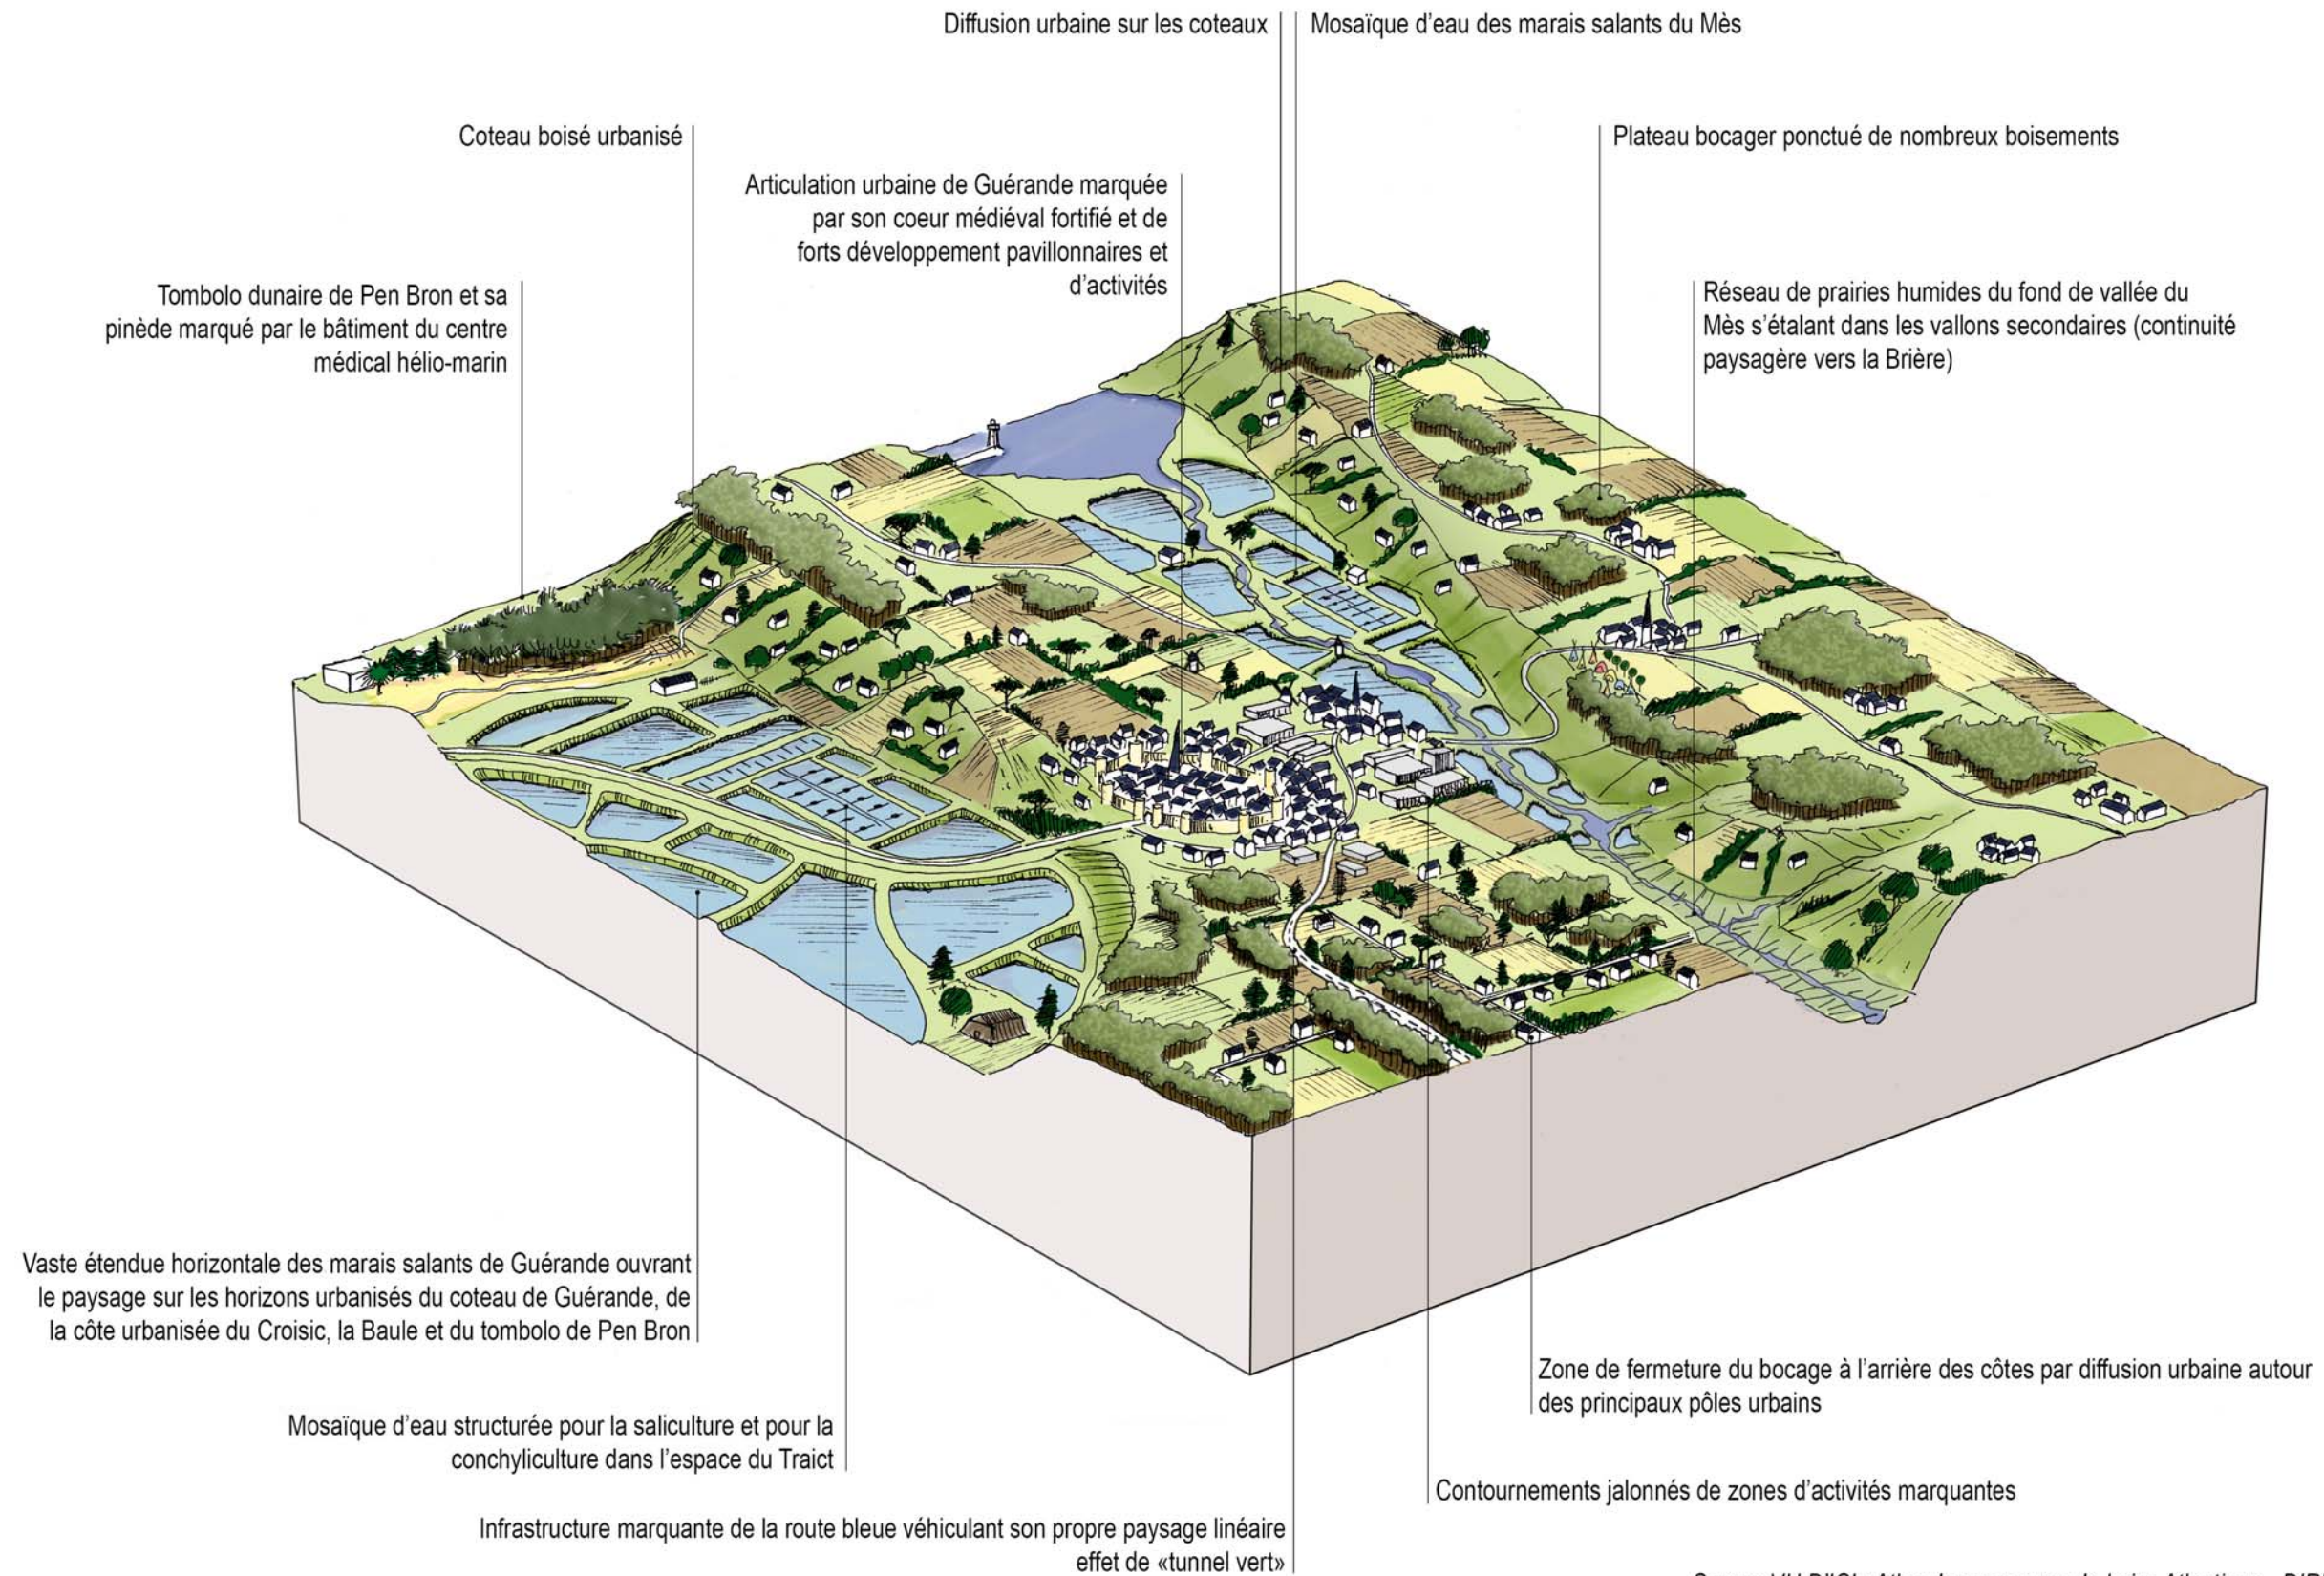 Diffusion urbaine sur les coteaux
Mosaïque d'eau des marais salants du Mès
Coteau boisé urbanisé
Plateau bocager ponctué de nombreux boisements
Articulation urbaine de Guérande marquée
par son coeur médiéval fortifié et de
forts développement pavillonnaires et
d'activités
Tombolo dunaire de Pen Bron et sa
pinède marqué par le bâtiment du centre
médical hélio-marin
Réseau de prairies humides du fond de vallée du
Mès s'étalant dans les vallons secondaires (continuité
paysagère vers la Brière)
Vaste étendue horizontale des marais salants de Guérande ouvrant
le paysage sur les horizons urbanisés du coteau de Guérande, de
la côte urbanisée du Croisic, la Baule et du tombolo de Pen Bron
Zone de fermeture du bocage à l'arrière des côtes par diffusion urbaine autour
des principaux pôles urbains
Mosaïque d'eau structurée pour la saliculture et pour la
conchyliculture dans l'espace du Traict
Contournements jalonnés de zones d'activités marquantes
Infrastructure marquante de la route bleue véhiculant son propre paysage linéaire
effet de «tunnel vert»